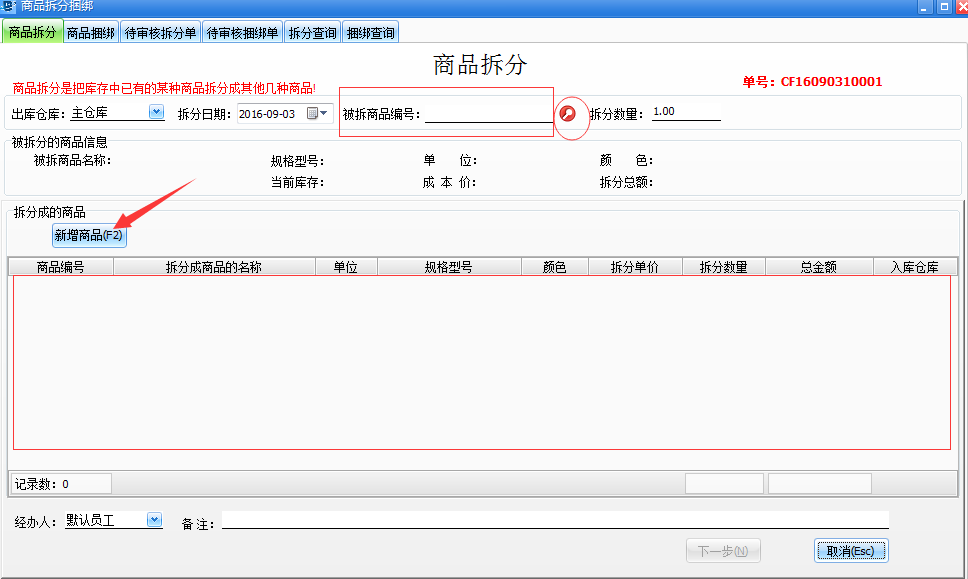 商品拆分捆绑
商品拆分 商品捆绑 待审核拆分单 待审核捆绑单 拆分查询 捆绑查询
商品拆分
商品拆分是把库存中已有的某种商品拆分成其他几种商品!
单号: CF16090310001
出库仓库: 主仓库 拆分日期: 2016-09-03 被拆商品编号: 拆分数量: 1.00
被拆分的商品信息
被拆商品名称: 规格型号: 单 位: 颜 色:
当前库存: 成 本 价: 拆分总额:
拆分成的商品
新增商品(F2)
商品编号 拆分成商品的名称 单位 规格型号 颜色 拆分单价 拆分数量 总金额 入库仓库
记录数: 0
经办人: 默认员工 备注:
下一步(N) 取消(Esc)